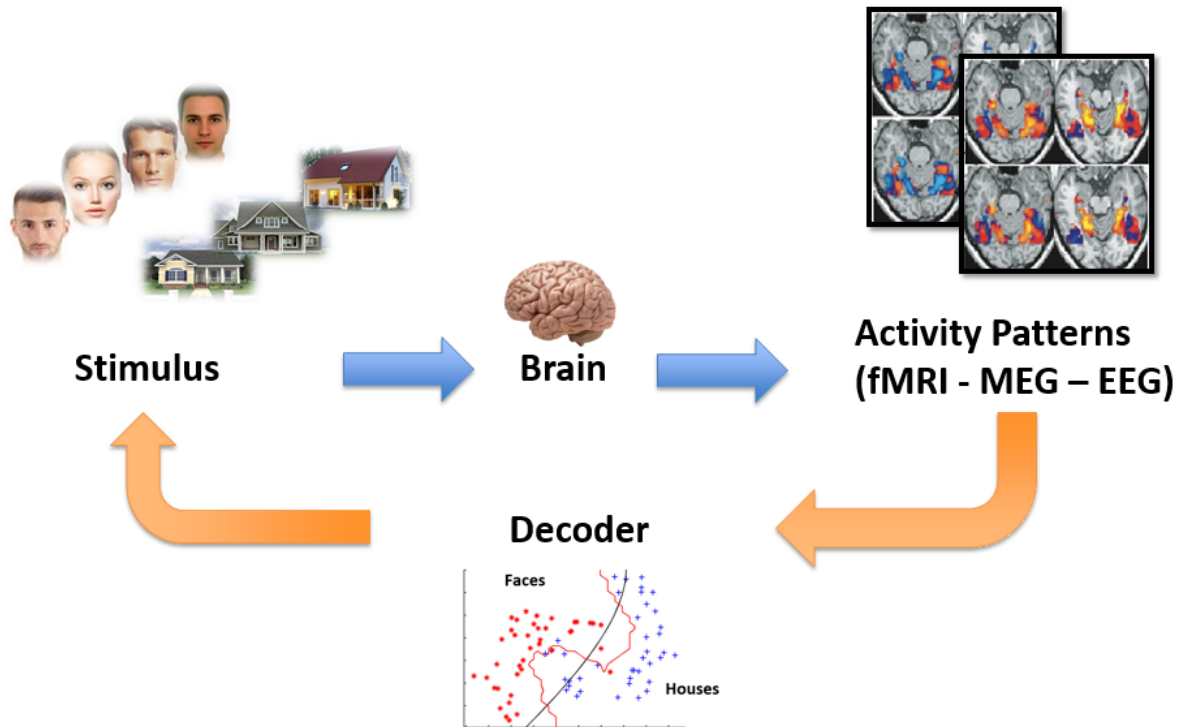 Stimulus
Brain
Activity Patterns
(fMRI - MEG – EEG)
Decoder
Faces
Houses